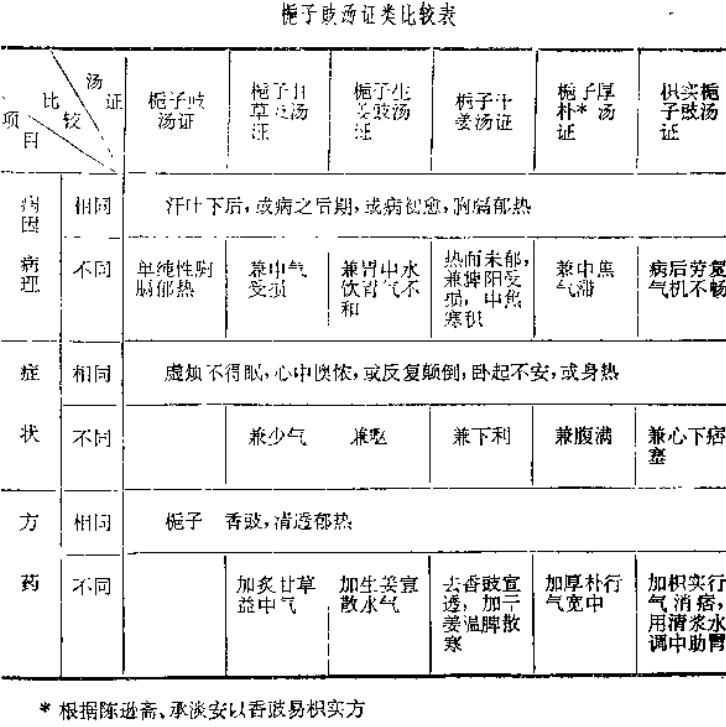 栀子豉汤证类比较表
汤证
比较
项目
栀子豉汤证
栀子甘草豉汤证
栀子生姜豉汤证
栀子干姜汤证
栀子厚朴*汤证
枳实栀子豉汤证
病因病理
相同
汗吐下后，或病之后期，或病初愈，胸膈郁热
不同
单纯性胸膈郁热
兼中气受损
兼胃中水饮胃气不和
热而未郁，兼脾阳受损，中焦寒积
兼中焦气滞
病后劳复气机不畅
症状
相同
虚烦不得眠，心中懊侬，或反复颠倒，卧起不安，或身热
不同
兼少气
兼呕
兼下利
兼腹满
兼心下痞塞
方药
相同
栀子 香豉，清透郁热
不同
加炙甘草益中气
加生姜宣散水气
去香豉宣透，加干姜温脾散寒
加厚朴行气宽中
加枳实行气消痞，用清浆水调中助胃
* 根据陈逊斋、承淡安以香豉易枳实方